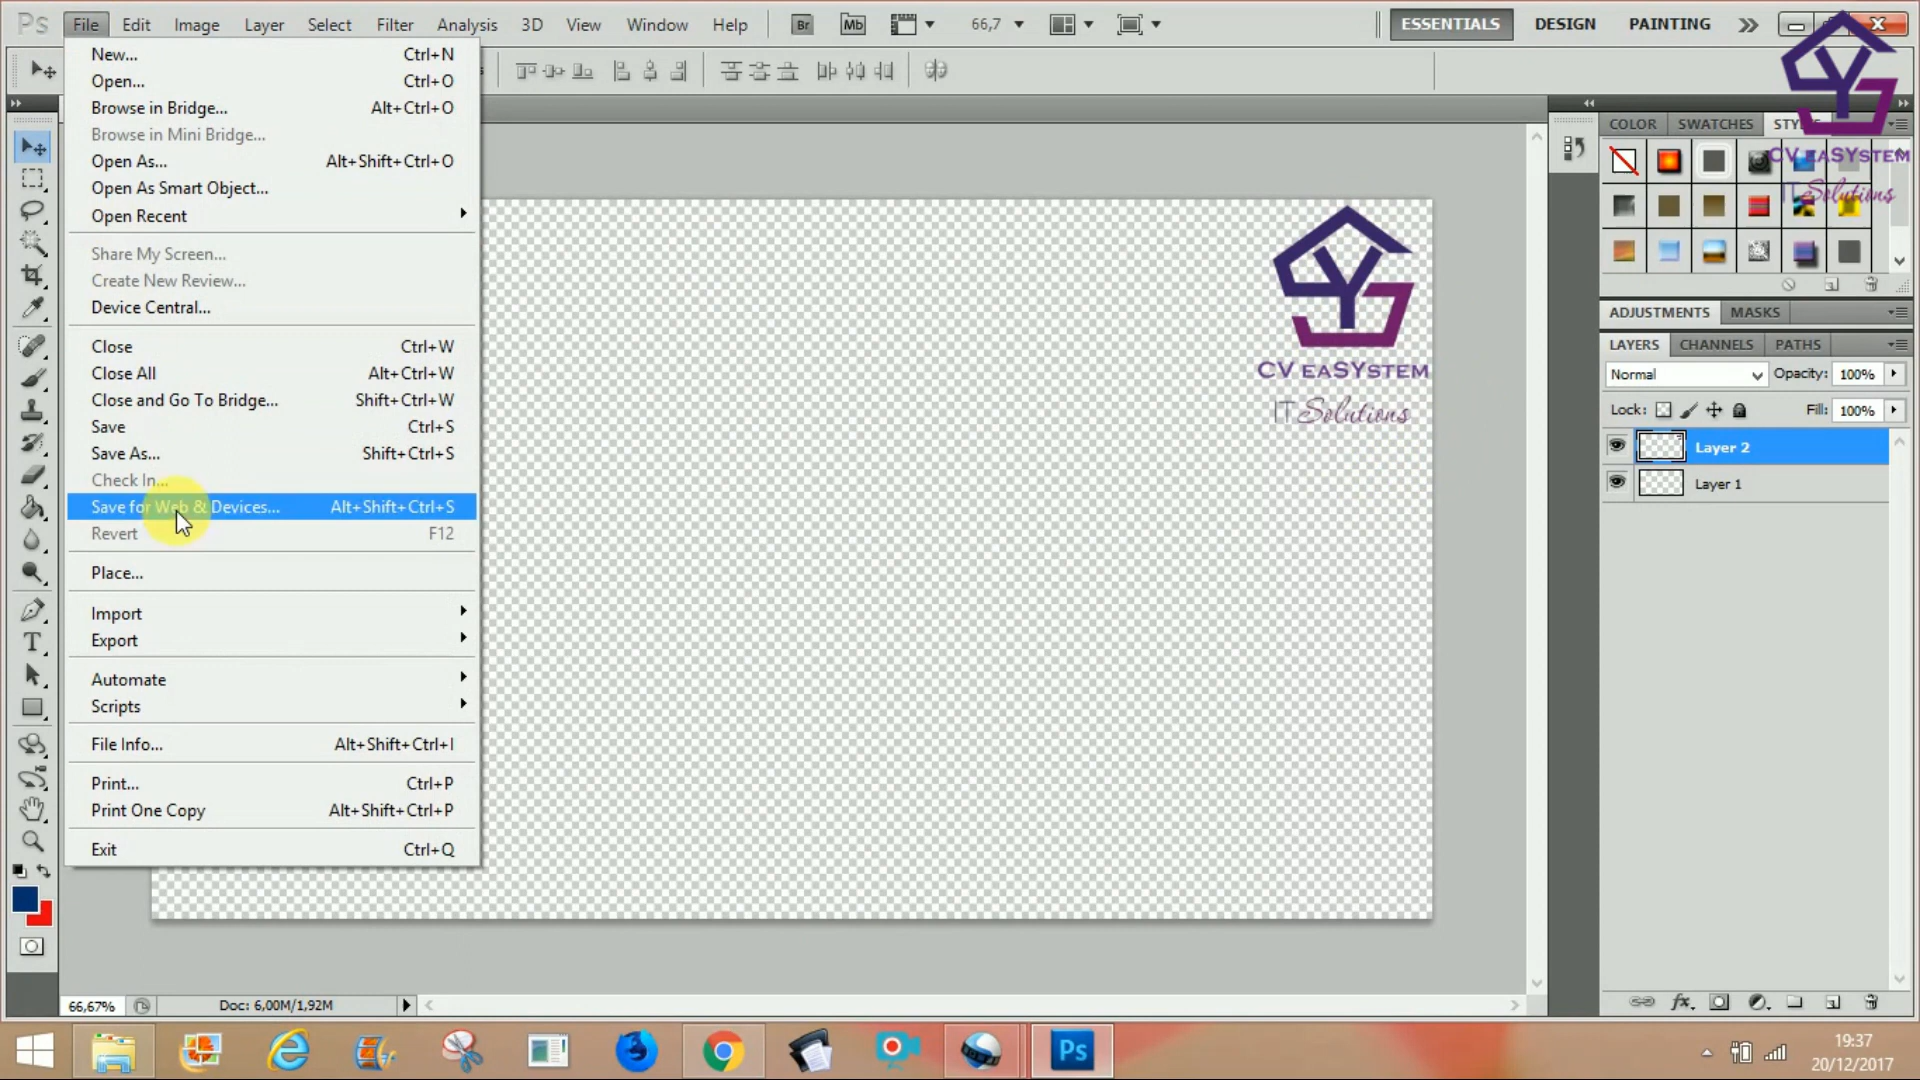 Ps File Edit Image Layer Select Filter Analysis 3D View Window Help Br Mb 66,7 ESSENTIALS DESIGN PAINTING
New... Ctrl+N
Open... Ctrl+O
Browse in Bridge... Alt+Ctrl+O
Browse in Mini Bridge...
Open As... Alt+Shift+Ctrl+O
Open As Smart Object...
Open Recent
Share My Screen...
Create New Review...
Device Central...
Close Ctrl+W
Close All Alt+Ctrl+W
Close and Go To Bridge... Shift+Ctrl+W
Save Ctrl+S
Save As... Shift+Ctrl+S
Check In...
Save for Web & Devices... Alt+Shift+Ctrl+S
Revert F12
Place...
Import
Export
Automate
Scripts
File Info... Alt+Shift+Ctrl+I
Print... Ctrl+P
Print One Copy Alt+Shift+Ctrl+P
Exit Ctrl+Q
CV eaSYstem
IT Solutions
COLOR SWATCHES
CV eaSYstem
IT Solutions
ADJUSTMENTS MASKS
LAYERS CHANNELS PATHS
Normal Opacity: 100%
Lock: Fill: 100%
Layer 2
Layer 1
66,67% Doc: 6,00M/1,92M
Ps
19:37
20/12/2017